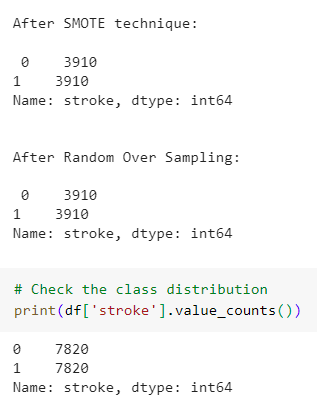 After SMOTE technique:
0    3910
1    3910
Name: stroke, dtype: int64
After Random Over Sampling:
0    3910
1    3910
Name: stroke, dtype: int64
# Check the class distribution
print(df['stroke'].value_counts())
0    7820
1    7820
Name: stroke, dtype: int64